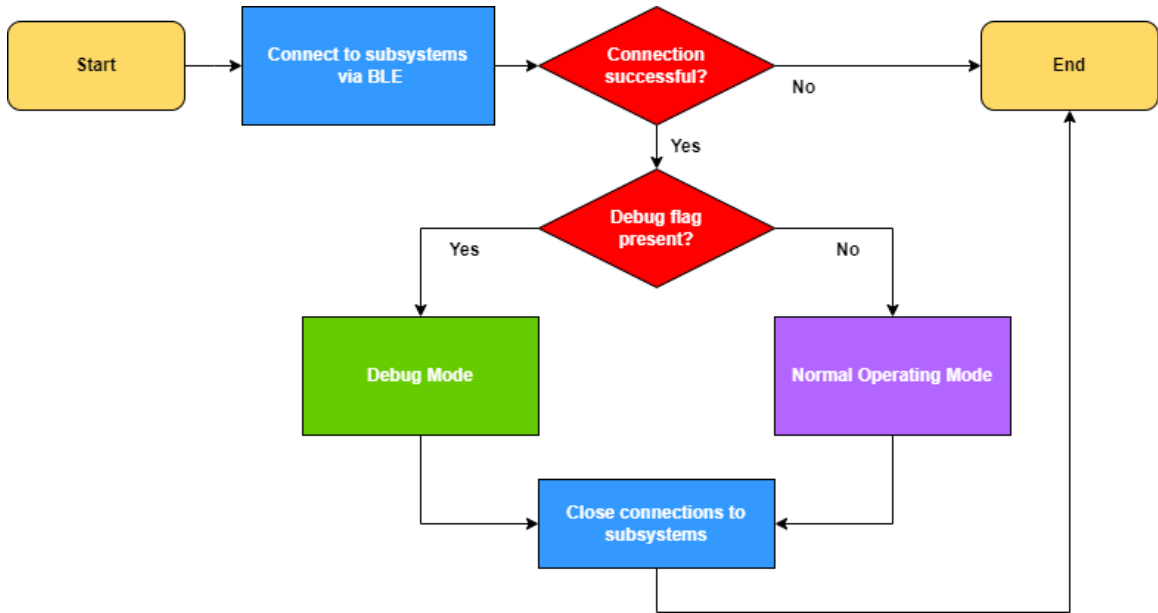 Start
Connect to subsystems
via BLE
Connection
successful?
No
End
Yes
Debug flag
present?
Yes
No
Debug Mode
Normal Operating Mode
Close connections to
subsystems